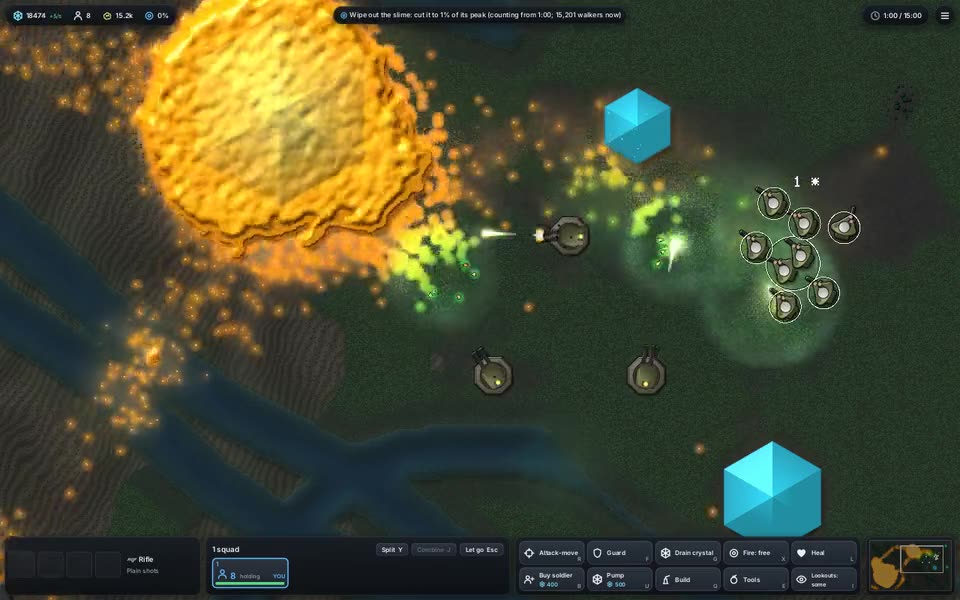 18474 +5/s 8 15.2k 0%
Wipe out the slime: cut it to 1% of its peak (counting from 1:00; 15,201 walkers now)
1:00 / 15:00
1
Rifle
Plain shots
1 squad
Split Y
Combine J
Let go Esc
1
8 holding YOU
Attack-move R
Guard F
Drain crystal G
Fire: free X
Heal L
Buy soldier 400 B
Pump 500 U
Build Q
Tools E
Lookouts: some I